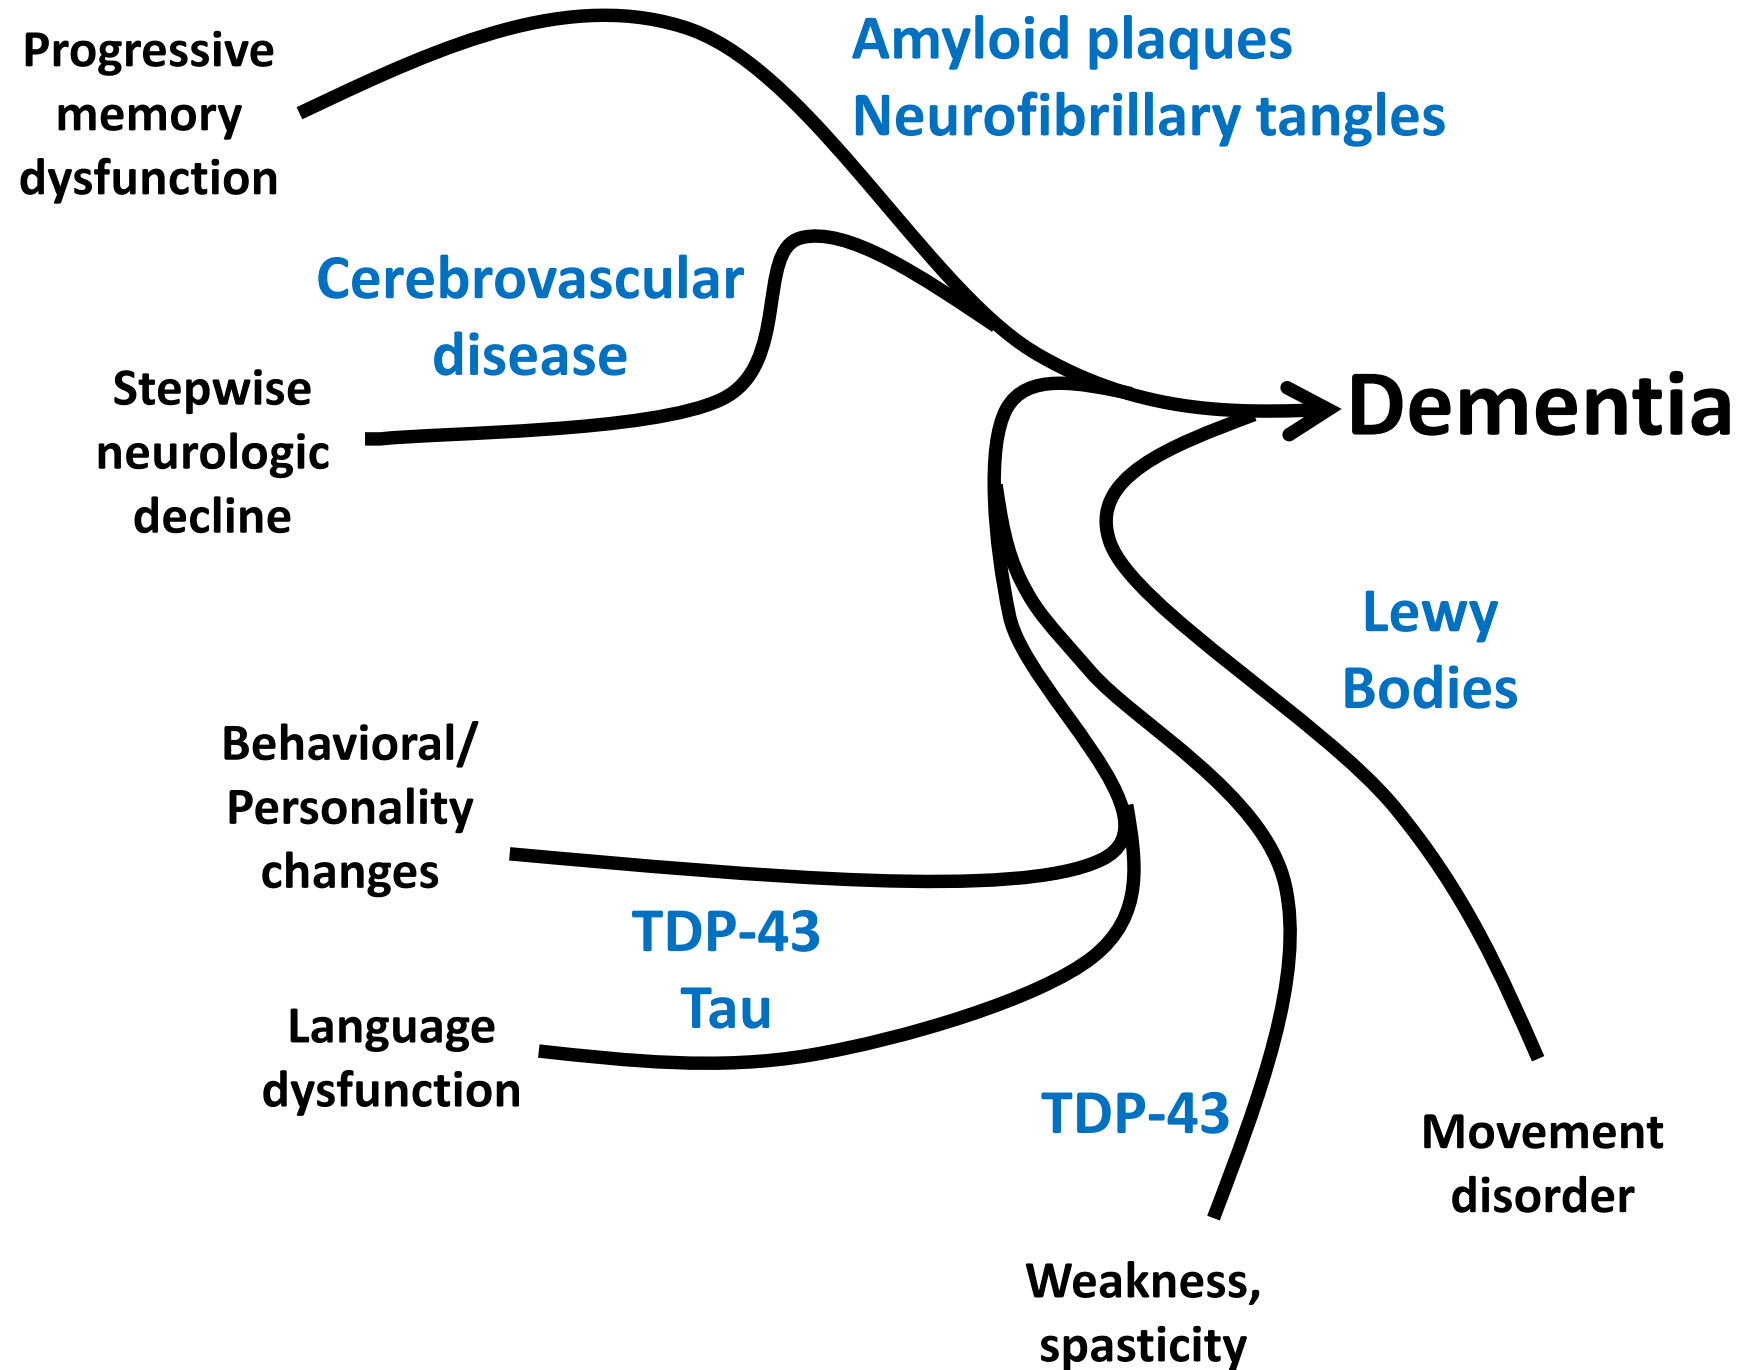 Progressive
memory
dysfunction
Amyloid plaques
Neurofibrillary tangles
Cerebrovascular
disease
Stepwise
neurologic
decline
Dementia
Lewy
Bodies
Behavioral/
Personality
changes
TDP-43
Tau
Language
dysfunction
TDP-43
Movement
disorder
Weakness,
spasticity